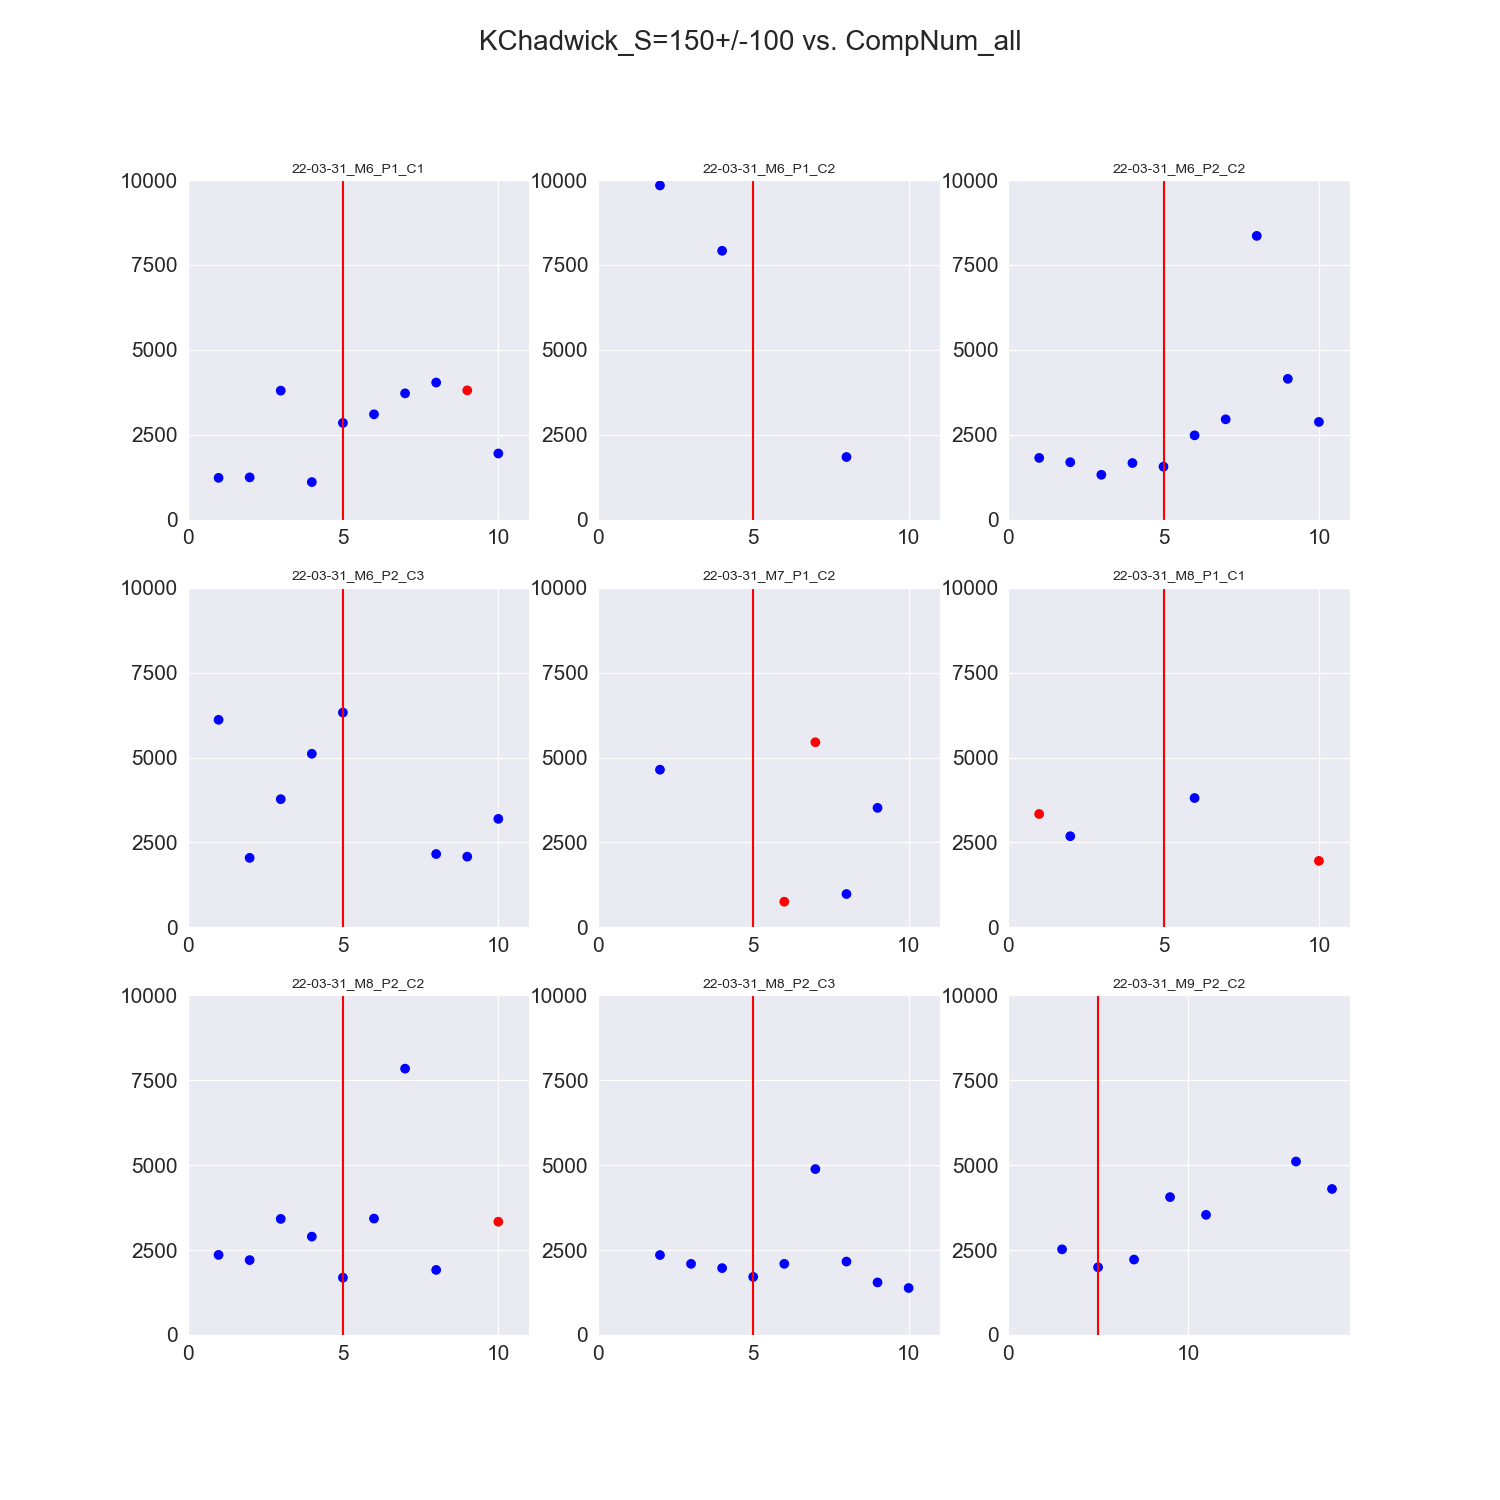 KChadwick_S=150+/-100 vs. CompNum_all
22-03-31_M6_P1_C1
22-03-31_M6_P1_C2
22-03-31_M6_P2_C2
10000
7500
5000
2500
0
0 5 10
10000
7500
5000
2500
0
0 5 10
10000
7500
5000
2500
0
0 5 10
22-03-31_M6_P2_C3
22-03-31_M7_P1_C2
22-03-31_M8_P1_C1
10000
7500
5000
2500
0
0 5 10
10000
7500
5000
2500
0
0 5 10
10000
7500
5000
2500
0
0 5 10
22-03-31_M8_P2_C2
22-03-31_M8_P2_C3
22-03-31_M9_P2_C2
10000
7500
5000
2500
0
0 5 10
10000
7500
5000
2500
0
0 5 10
10000
7500
5000
2500
0
0 10